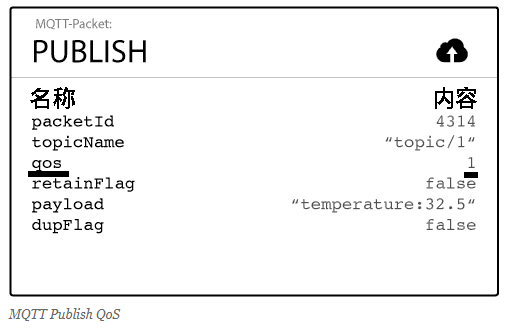 MQTT-Packet:
PUBLISH
名称 内容
packetId 4314
topicName “topic/1“
qos 1
retainFlag false
payload “temperature:32.5“
dupFlag false
MQTT Publish QoS